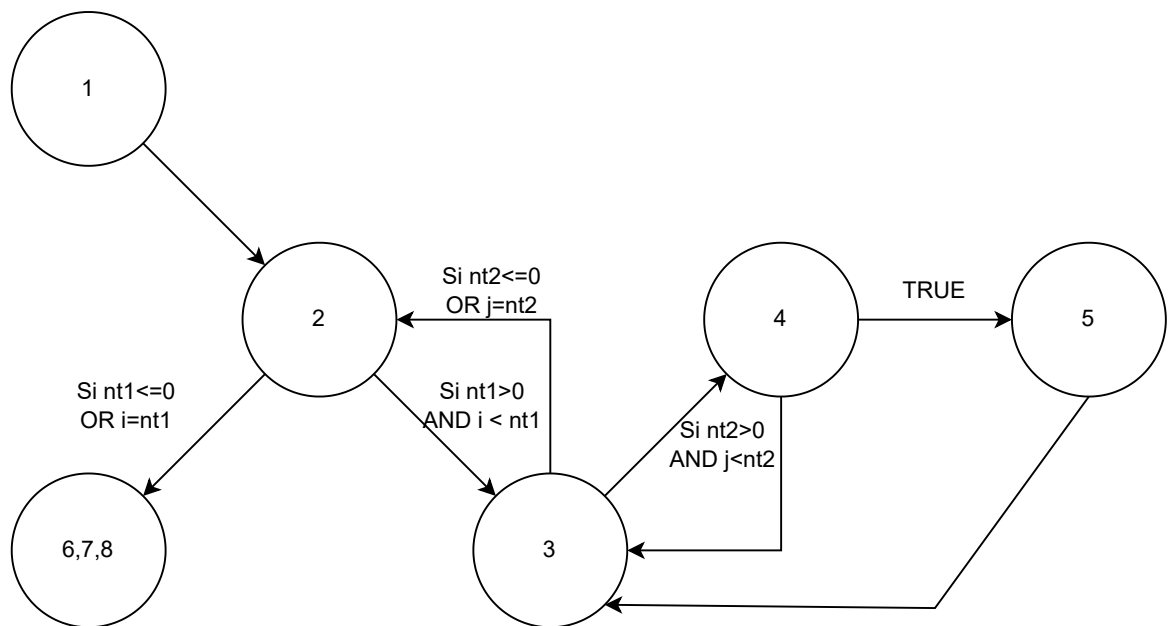 1
Si nt2<=0
OR j=nt2
2
4
TRUE
5
Si nt1<=0
OR i=nt1
Si nt1>0
AND i < nt1
Si nt2>0
AND j<nt2
6,7,8
3